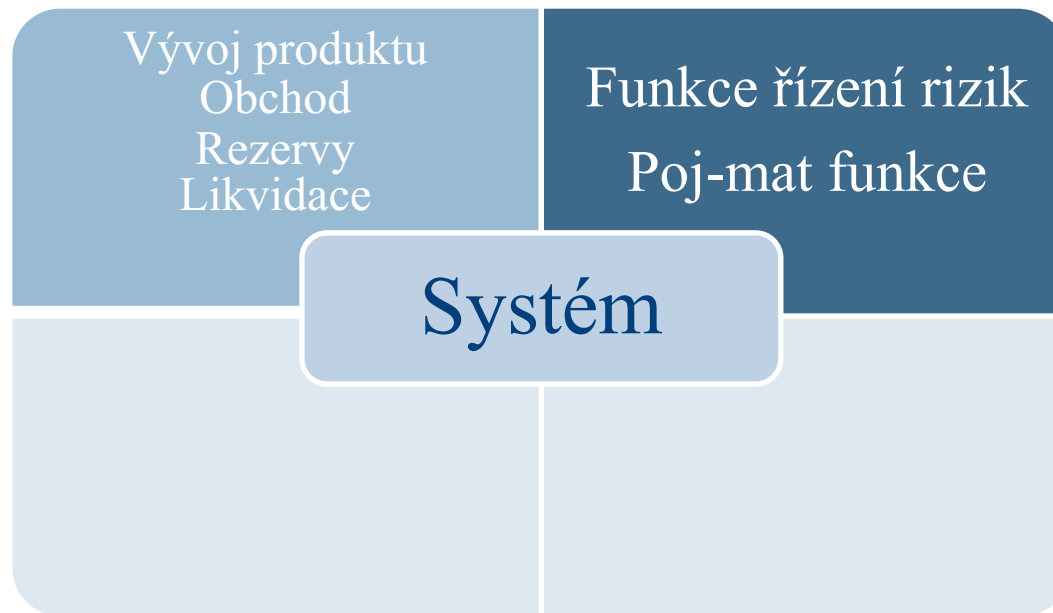 Vývoj produktu
Obchod
Rezervy
Likvidace
Funkce řízení rizik
Poj-mat funkce
Systém